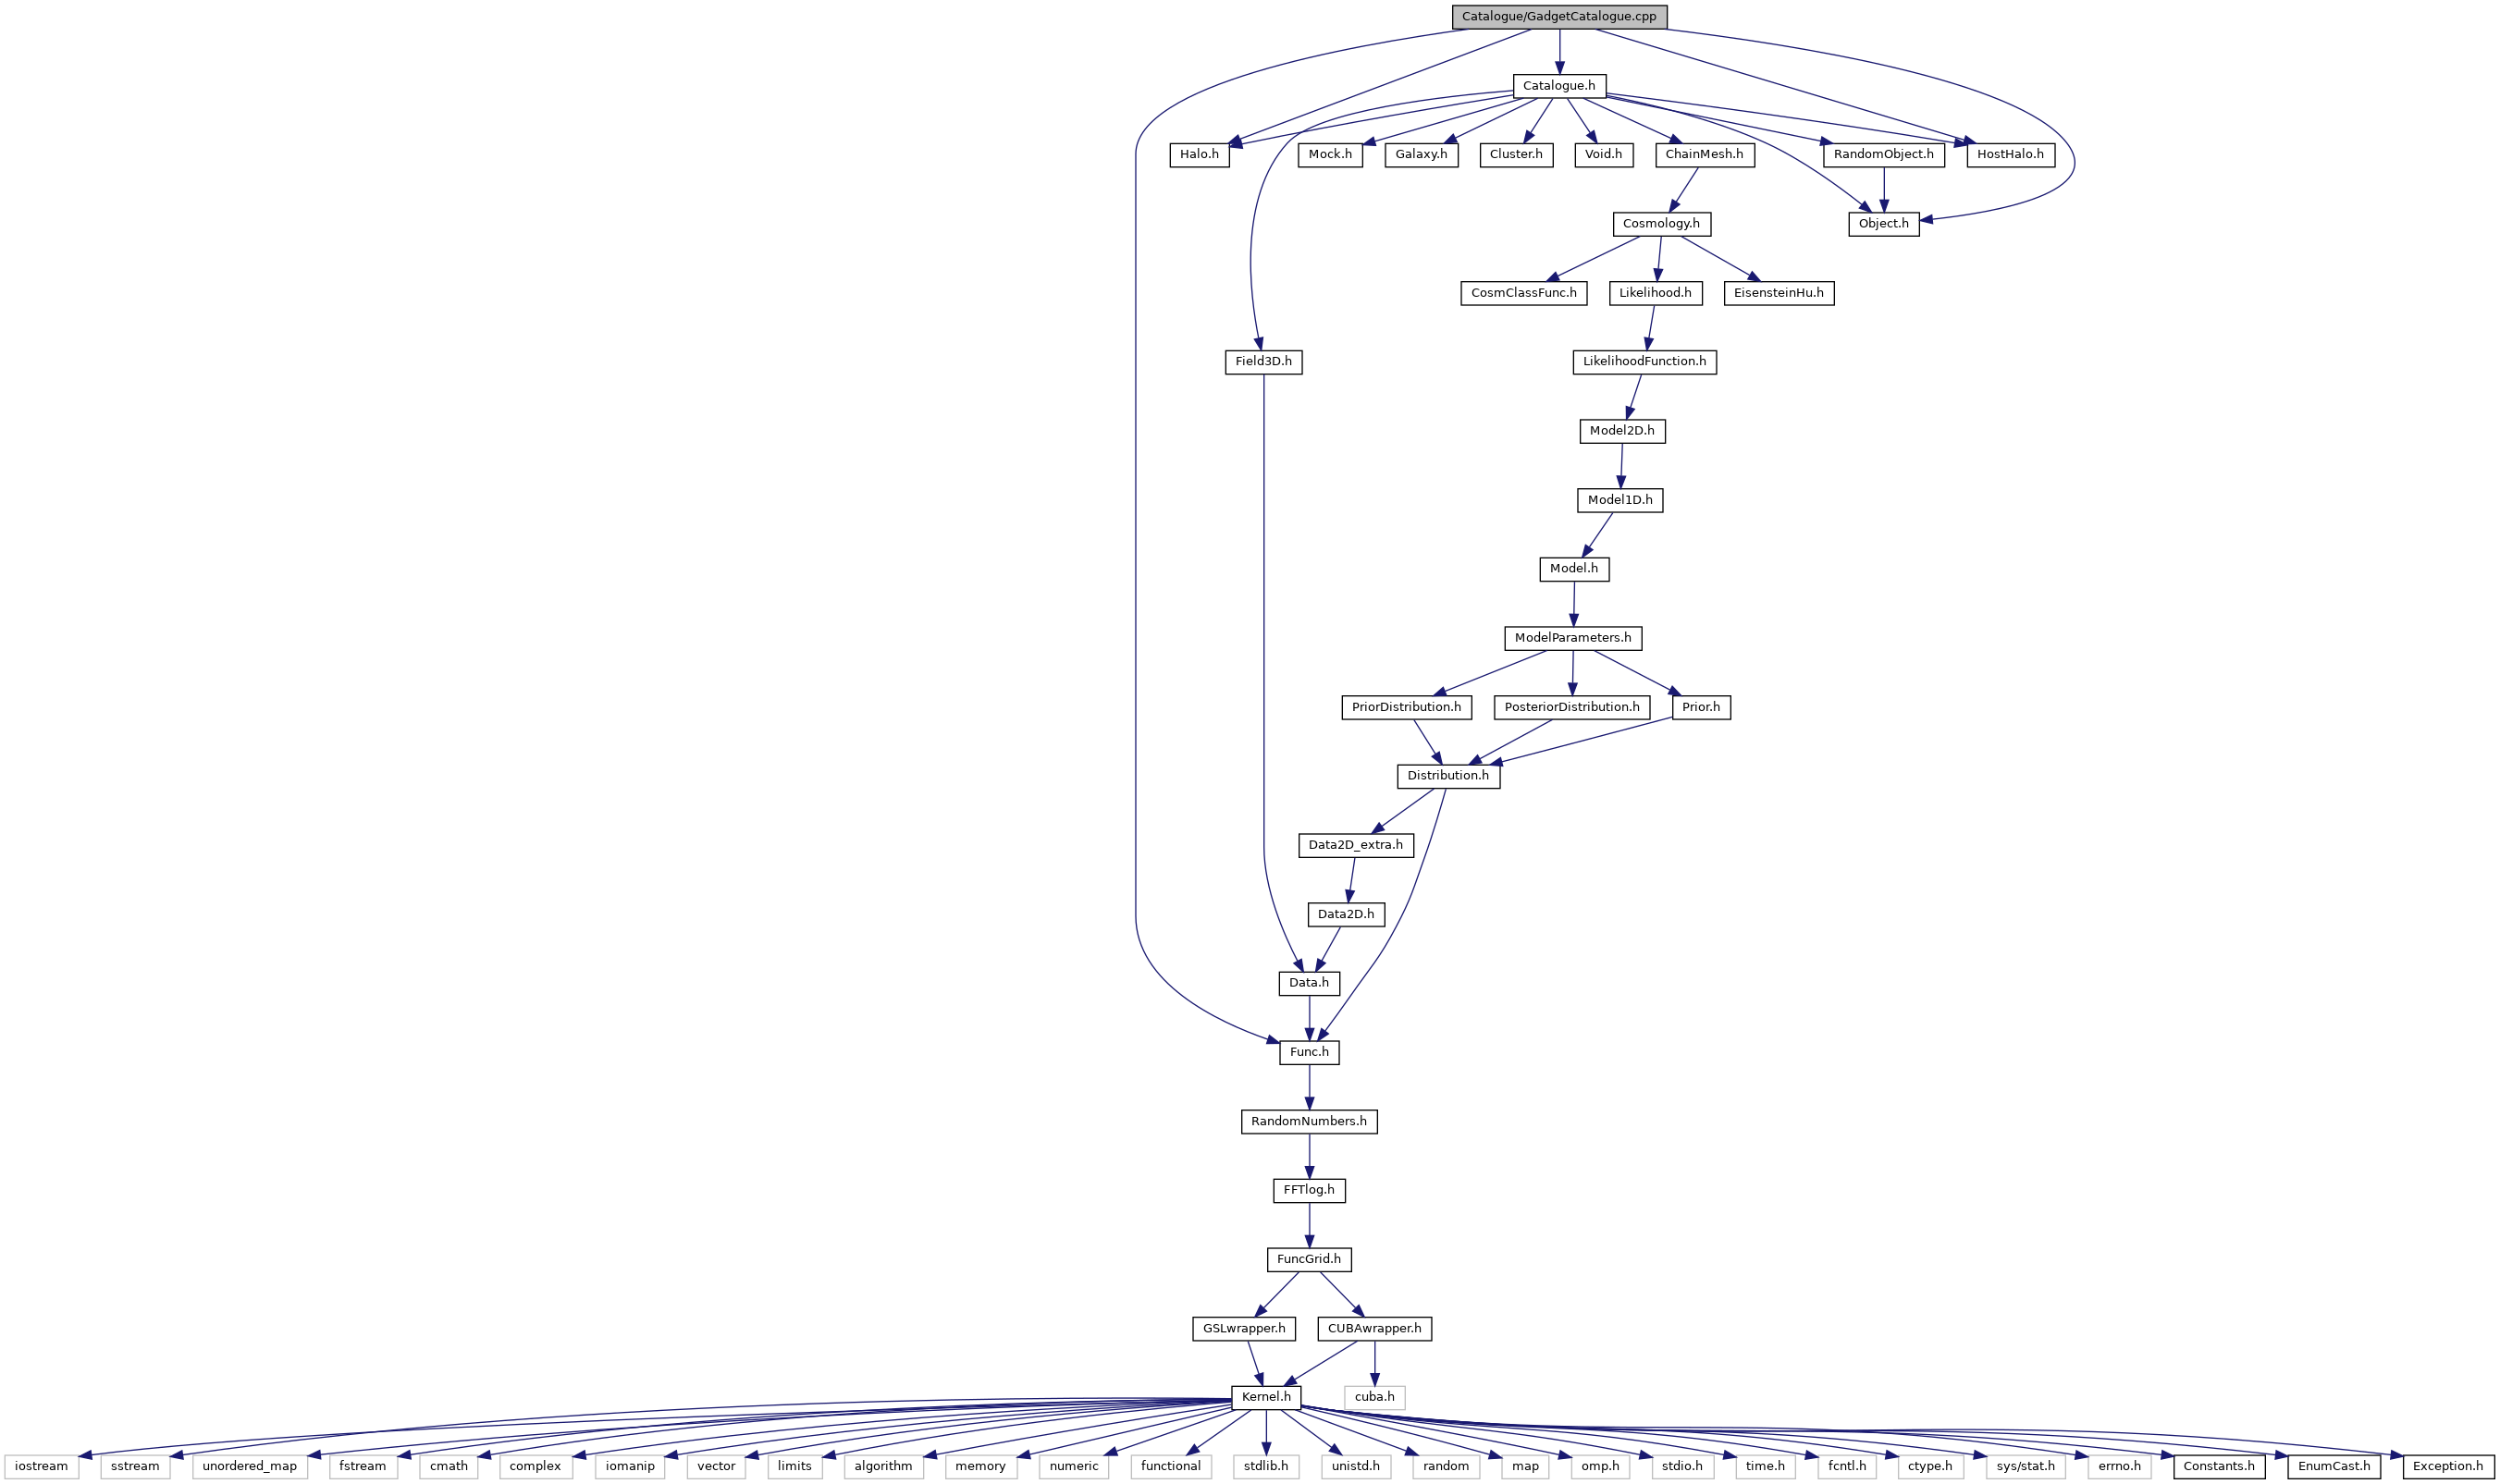 Catalogue/GadgetCatalogue.cpp
Catalogue.h
Halo.h
Mock.h
Galaxy.h
Cluster.h
Void.h
ChainMesh.h
RandomObject.h
HostHalo.h
Cosmology.h
Object.h
CosmClassFunc.h
Likelihood.h
EisensteinHu.h
Field3D.h
LikelihoodFunction.h
Model2D.h
Model1D.h
Model.h
ModelParameters.h
PriorDistribution.h
PosteriorDistribution.h
Prior.h
Distribution.h
Data2D_extra.h
Data2D.h
Data.h
Func.h
RandomNumbers.h
FFTlog.h
FuncGrid.h
GSLwrapper.h
CUBAwrapper.h
Kernel.h
cuba.h
iostream
sstream
unordered_map
fstream
cmath
complex
iomanip
vector
limits
algorithm
memory
numeric
functional
stdlib.h
unistd.h
random
map
omp.h
stdio.h
time.h
fcntl.h
ctype.h
sys/stat.h
errno.h
Constants.h
EnumCast.h
Exception.h